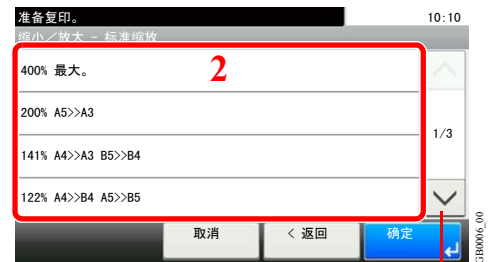 准备复印。 10:10
缩小／放大 - 标准缩放
400% 最大。
2
200% A5>>A3
1/3
141% A4>>A3 B5>>B4
122% A4>>B4 A5>>B5
取消 < 返回 确定
GB0006_00